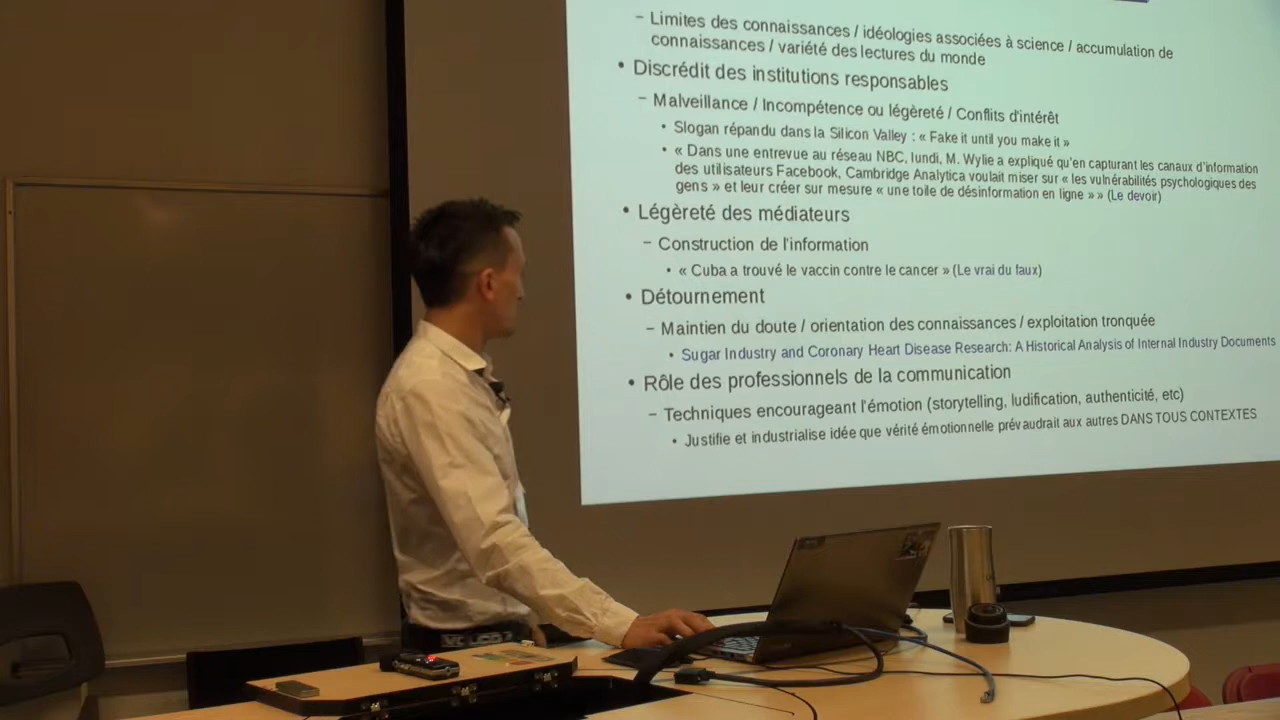 – Limites des connaissances / idéologies associées à science / accumulation de
connaissances / variété des lectures du monde
• Discrédit des institutions responsables
– Malveillance / Incompétence ou légèreté / Conflits d'intérêt
• Slogan répandu dans la Silicon Valley : « Fake it until you make it »
• « Dans une entrevue au réseau NBC, lundi, M. Wylie a expliqué qu'en capturant les canaux d'information
des utilisateurs Facebook, Cambridge Analytica voulait miser sur « les vulnérabilités psychologiques des
gens » et leur créer sur mesure « une toile de désinformation en ligne » » (Le devoir)
• Légèreté des médiateurs
– Construction de l'information
• « Cuba a trouvé le vaccin contre le cancer » (Le vrai du faux)
• Détournement
– Maintien du doute / orientation des connaissances / exploitation tronquée
• Sugar Industry and Coronary Heart Disease Research: A Historical Analysis of Internal Industry Documents
• Rôle des professionnels de la communication
– Techniques encourageant l'émotion (storytelling, ludification, authenticité, etc)
• Justifie et industrialise idée que vérité émotionnelle prévaudrait aux autres DANS TOUS CONTEXTES